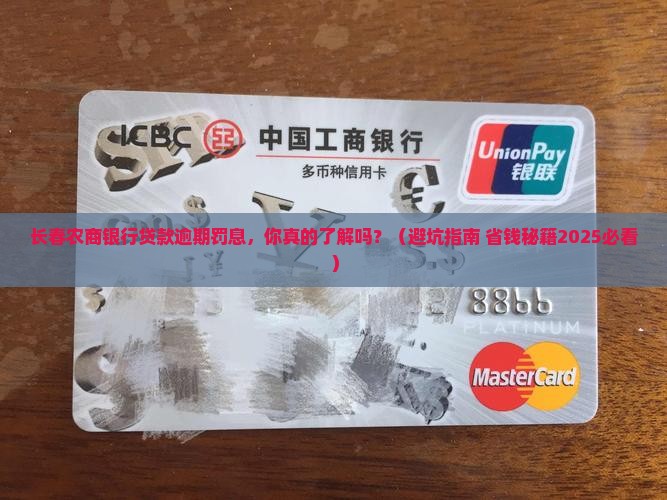 ICBC 中国工商银行
多币种信用卡
UnionPay
银联
长春农商银行贷款逾期罚息，你真的了解吗？（避坑指南 省钱秘籍2025必看
）
8866
PLATINUM
MasterCard